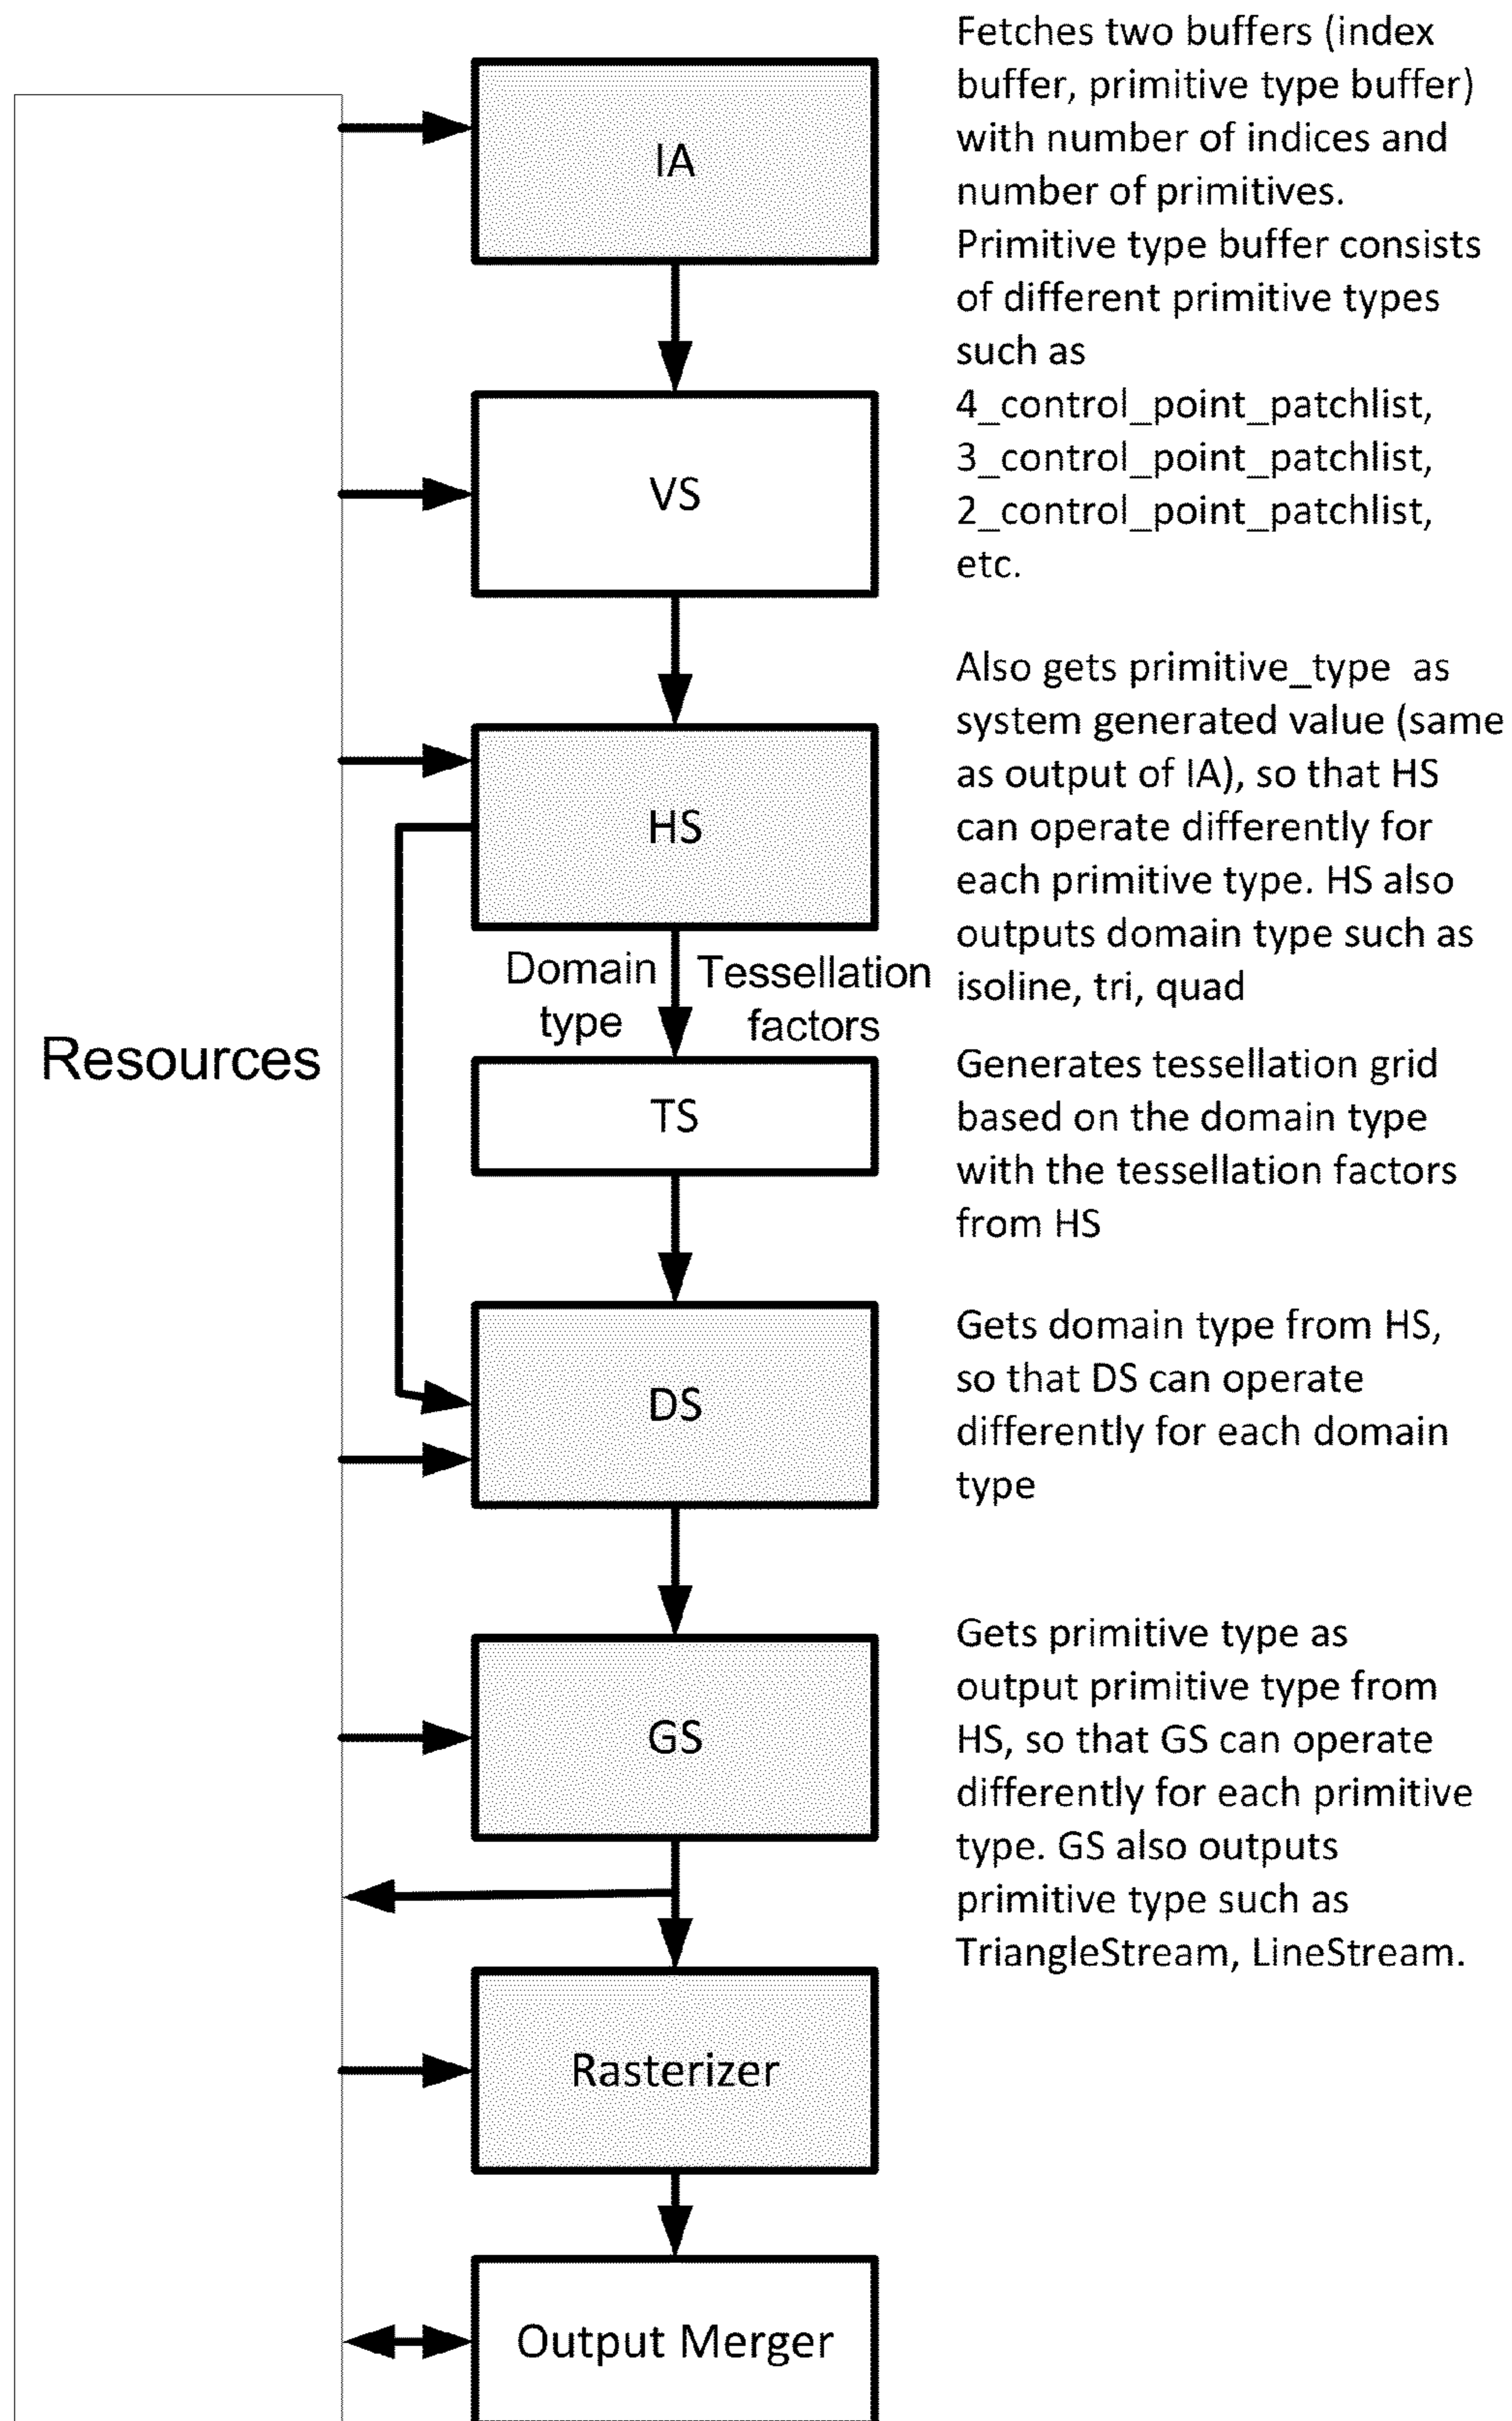 Resources
IA
VS
HS
Domain
type
Tessellation
factors
TS
DS
GS
Rasterizer
Output Merger
Fetches two buffers (index
buffer, primitive type buffer)
with number of indices and
number of primitives.
Primitive type buffer consists
of different primitive types
such as
4_control_point_patchlist,
3_control_point_patchlist,
2_control_point_patchlist,
etc.
Also gets primitive_type as
system generated value (same
as output of IA), so that HS
can operate differently for
each primitive type. HS also
outputs domain type such as
isoline, tri, quad
Generates tessellation grid
based on the domain type
with the tessellation factors
from HS
Gets domain type from HS,
so that DS can operate
differently for each domain
type
Gets primitive type as
output primitive type from
HS, so that GS can operate
differently for each primitive
type. GS also outputs
primitive type such as
TriangleStream, LineStream.